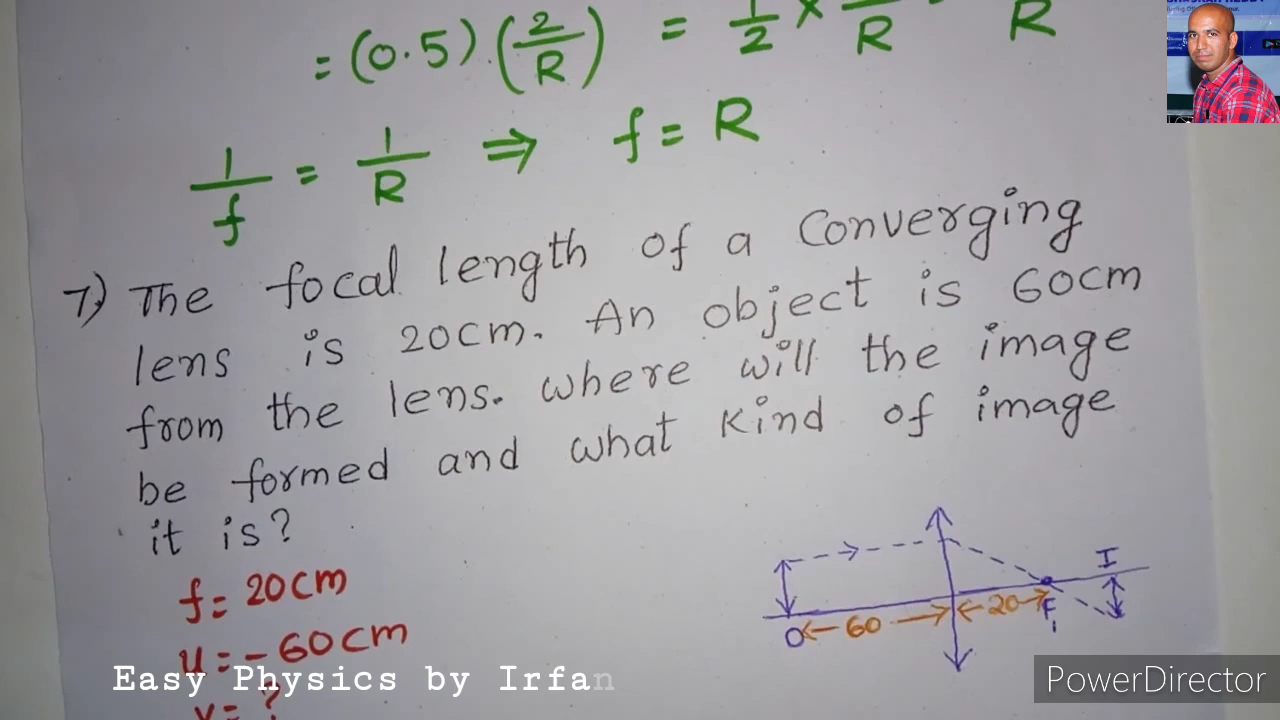 = (0.5) (2/R) = 1/2 × /R R
1/f = 1/R ⇒ f = R
7) The focal length of a converging
lens is 20cm. An object is 60cm
from the lens. where will the image
be formed and what kind of image
it is?
f = 20cm
u = - 60cm
v = ?
O
60
20
F1
I
Easy Physics by Irfan
PowerDirector